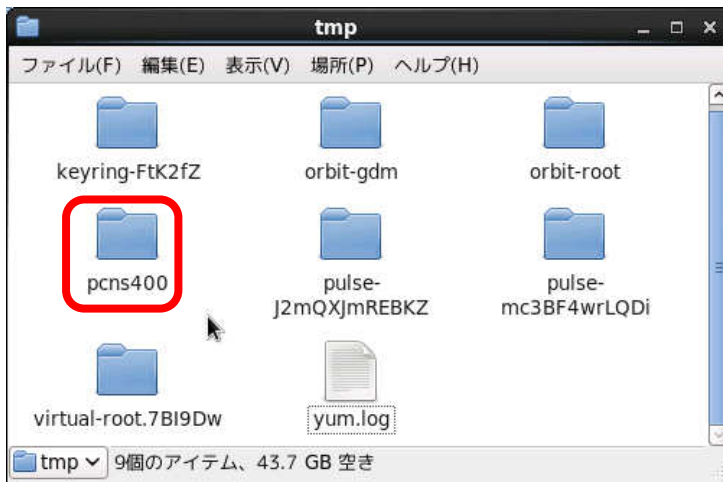 tmp
ファイル(F) 編集(E) 表示(V) 場所(P) ヘルプ(H)
keyring-FtK2fZ
orbit-gdm
orbit-root
pcns400
pulse-
J2mQXJmREBKZ
pulse-
mc3BF4wrLQDi
virtual-root.7BI9Dw
yum.log
tmp 9個のアイテム、43.7 GB 空き